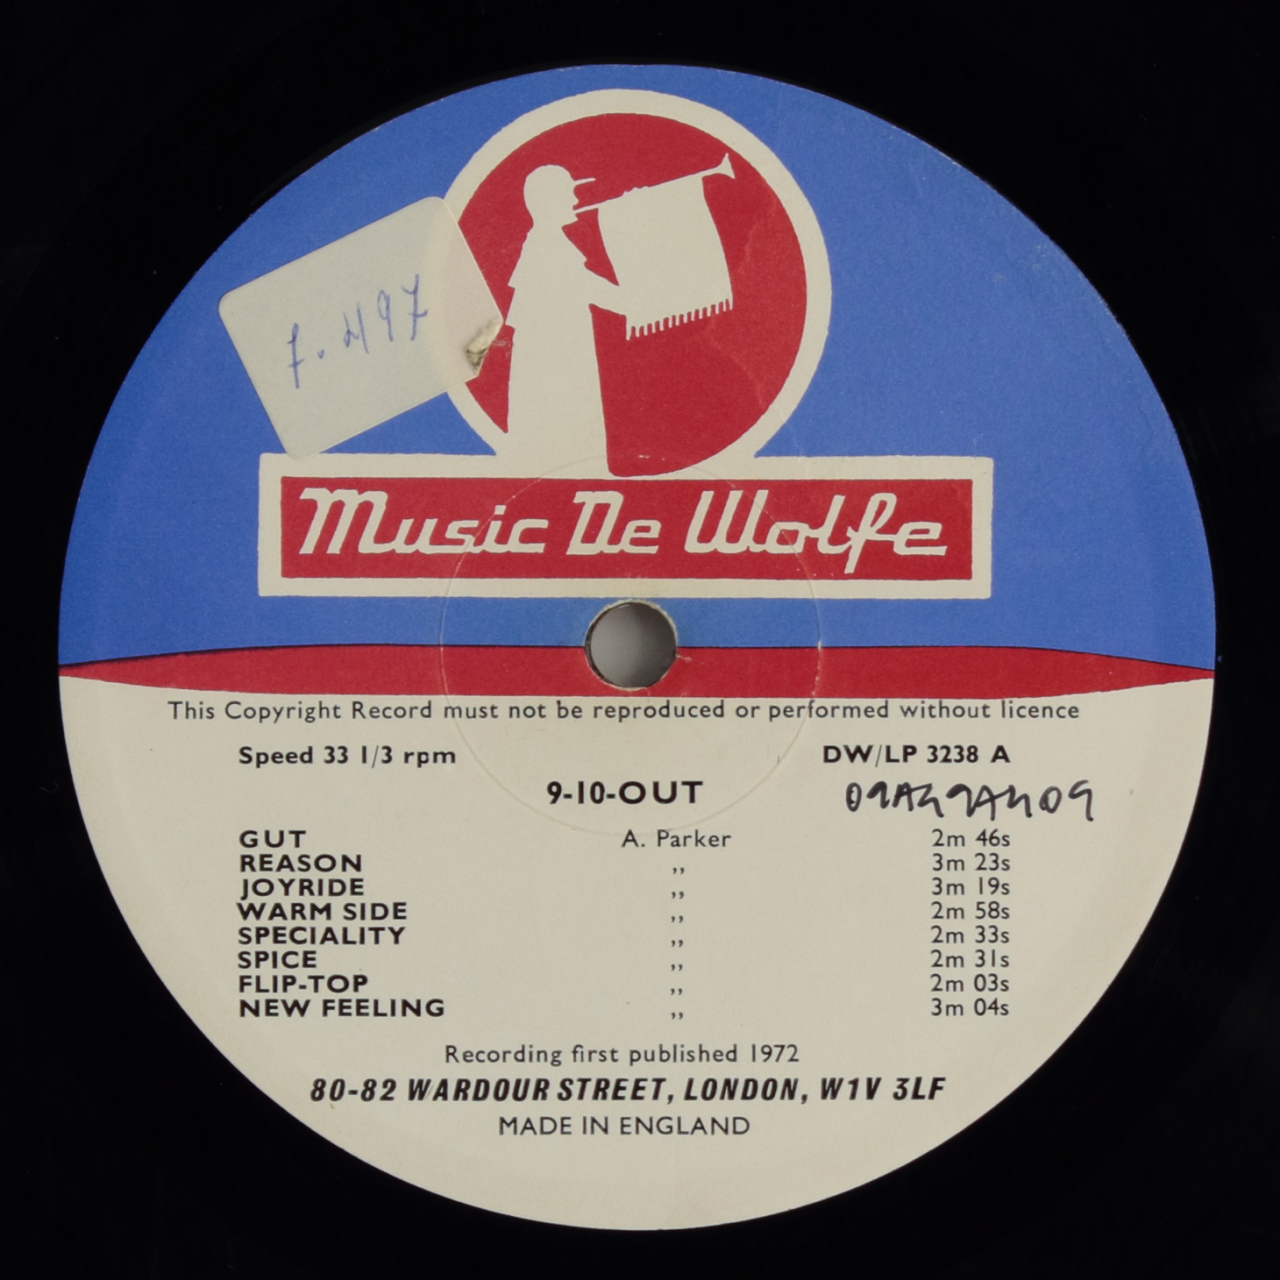 7.497
Music De Wolfe
This Copyright Record must not be reproduced or performed without licence
Speed 33 1/3 rpm DW/LP 3238 A
9-10-OUT
GUT A. Parker 2m 46s
REASON ,, 3m 23s
JOYRIDE ,, 3m 19s
WARM SIDE ,, 2m 58s
SPECIALITY ,, 2m 33s
SPICE ,, 2m 31s
FLIP-TOP ,, 2m 03s
NEW FEELING ,, 3m 04s
Recording first published 1972
80-82 WARDOUR STREET, LONDON, W1V 3LF
MADE IN ENGLAND